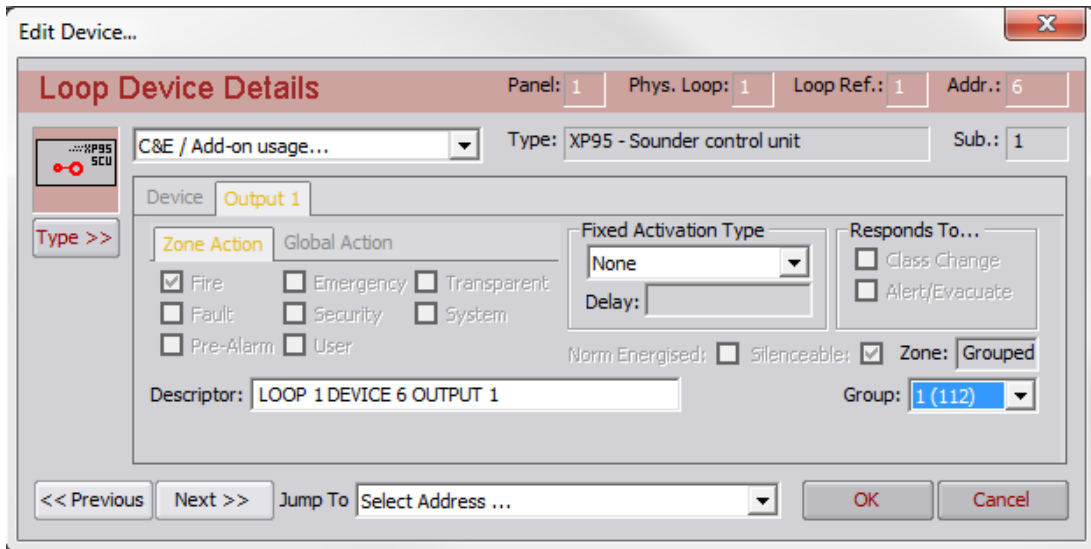 Edit Device...
Loop Device Details
Panel: 1 Phys. Loop: 1 Loop Ref.: 1 Addr.: 6
XP95
SCU
C&E / Add-on usage...
Type: XP95 - Sounder control unit Sub.: 1
Type >>
Device Output 1
Zone Action Global Action
Fire Emergency Transparent
Fault Security System
Pre-Alarm User
Fixed Activation Type
None
Delay:
Responds To...
Class Change
Alert/Evacuate
Norm Energised: Silenceable: Zone: Grouped
Descriptor: LOOP 1 DEVICE 6 OUTPUT 1 Group: 1 (112)
<< Previous Next >> Jump To Select Address ... OK Cancel